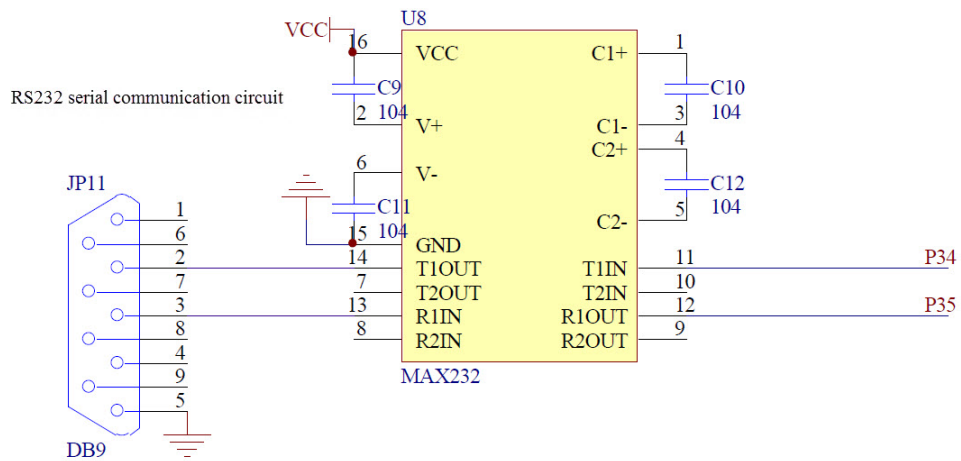 U8
VCC
16
VCC
C1+
1
C9
104
C10
104
RS232 serial communication circuit
2
V+
C1-
3
C2+
4
6
V-
C12
104
JP11
C11
104
C2-
5
1
15
GND
6
2
14
T1OUT
T1IN
11
P34
7
7
T2OUT
T2IN
10
3
13
R1IN
R1OUT
12
P35
8
8
R2IN
R2OUT
9
4
MAX232
9
5
DB9